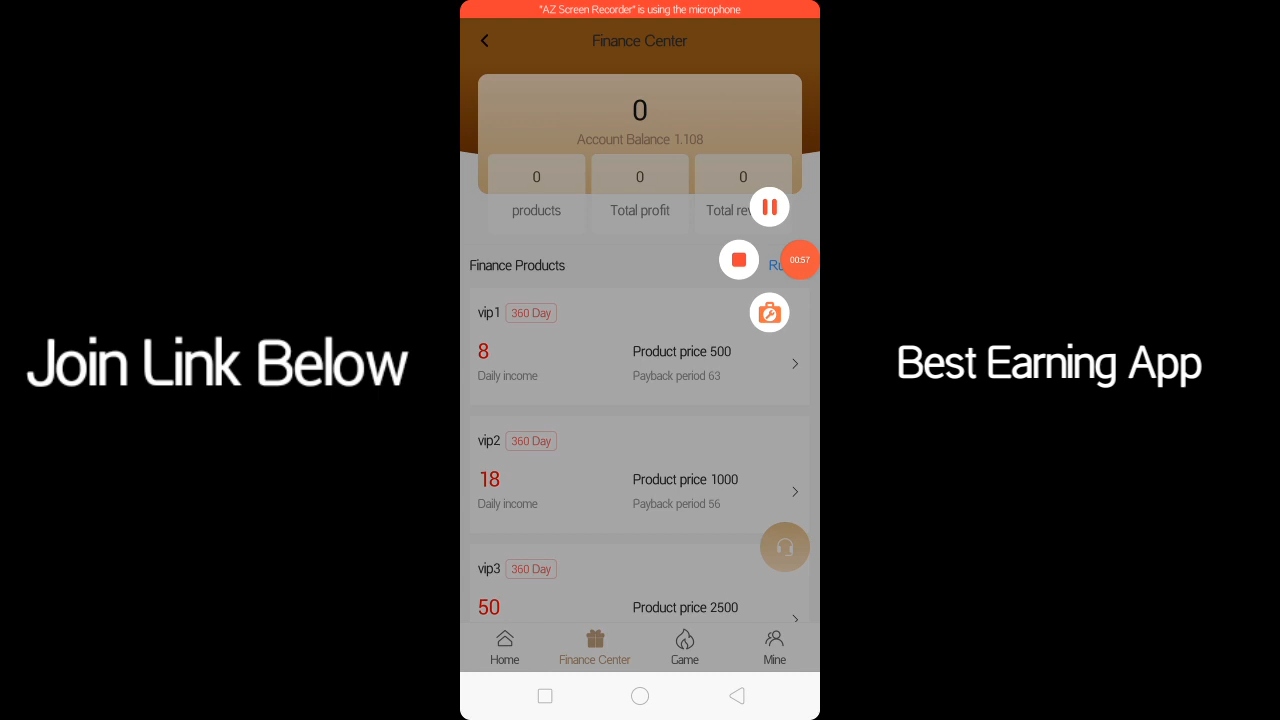 "AZ Screen Recorder" is using the microphone
Finance Center
0
Account Balance 1.108
0
0
0
products
Total profit
Total
Finance Products
00:57
vip1
360 Day
8
Product price 500
Daily income
Payback period 63
Join Link Below
Best Earning App
vip2
360 Day
18
Product price 1000
Daily income
Payback period 56
vip3
360 Day
50
Product price 2500
Home
Finance Center
Game
Mine